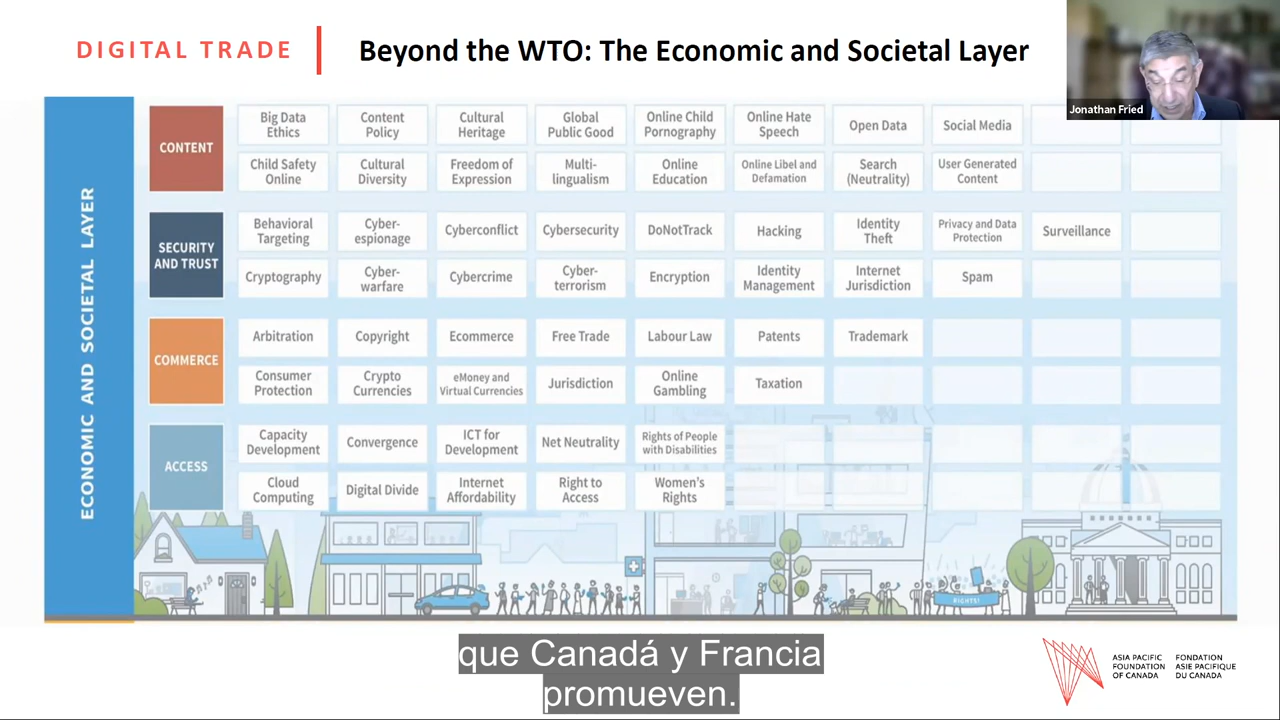 DIGITAL TRADE
Beyond the WTO: The Economic and Societal Layer
Jonathan Fried
ECONOMIC AND SOCIETAL LAYER
CONTENT
Big Data
Ethics
Content
Policy
Cultural
Heritage
Global
Public Good
Online Child
Pornography
Online Hate
Speech
Open Data
Social Media
Child Safety
Online
Cultural
Diversity
Freedom of
Expression
Multi-
lingualism
Online
Education
Online Libel and
Defamation
Search
(Neutrality)
User Generated
Content
SECURITY
AND TRUST
Behavioral
Targeting
Cyber-
espionage
Cyberconflict
Cybersecurity
DoNotTrack
Hacking
Identity
Theft
Privacy and Data
Protection
Surveillance
Cryptography
Cyber-
warfare
Cybercrime
Cyber-
terrorism
Encryption
Identity
Management
Internet
Jurisdiction
Spam
COMMERCE
Arbitration
Copyright
Ecommerce
Free Trade
Labour Law
Patents
Trademark
Consumer
Protection
Crypto
Currencies
eMoney and
Virtual Currencies
Jurisdiction
Online
Gambling
Taxation
ACCESS
Capacity
Development
Convergence
ICT for
Development
Net Neutrality
Rights of People
with Disabilities
Cloud
Computing
Digital Divide
Internet
Affordability
Right to
Access
Women's
Rights
RIGHTS!
que Canadá y Francia
promueven.
ASIA PACIFIC
FOUNDATION
OF CANADA
FONDATION
ASIE PACIFIQUE
DU CANADA